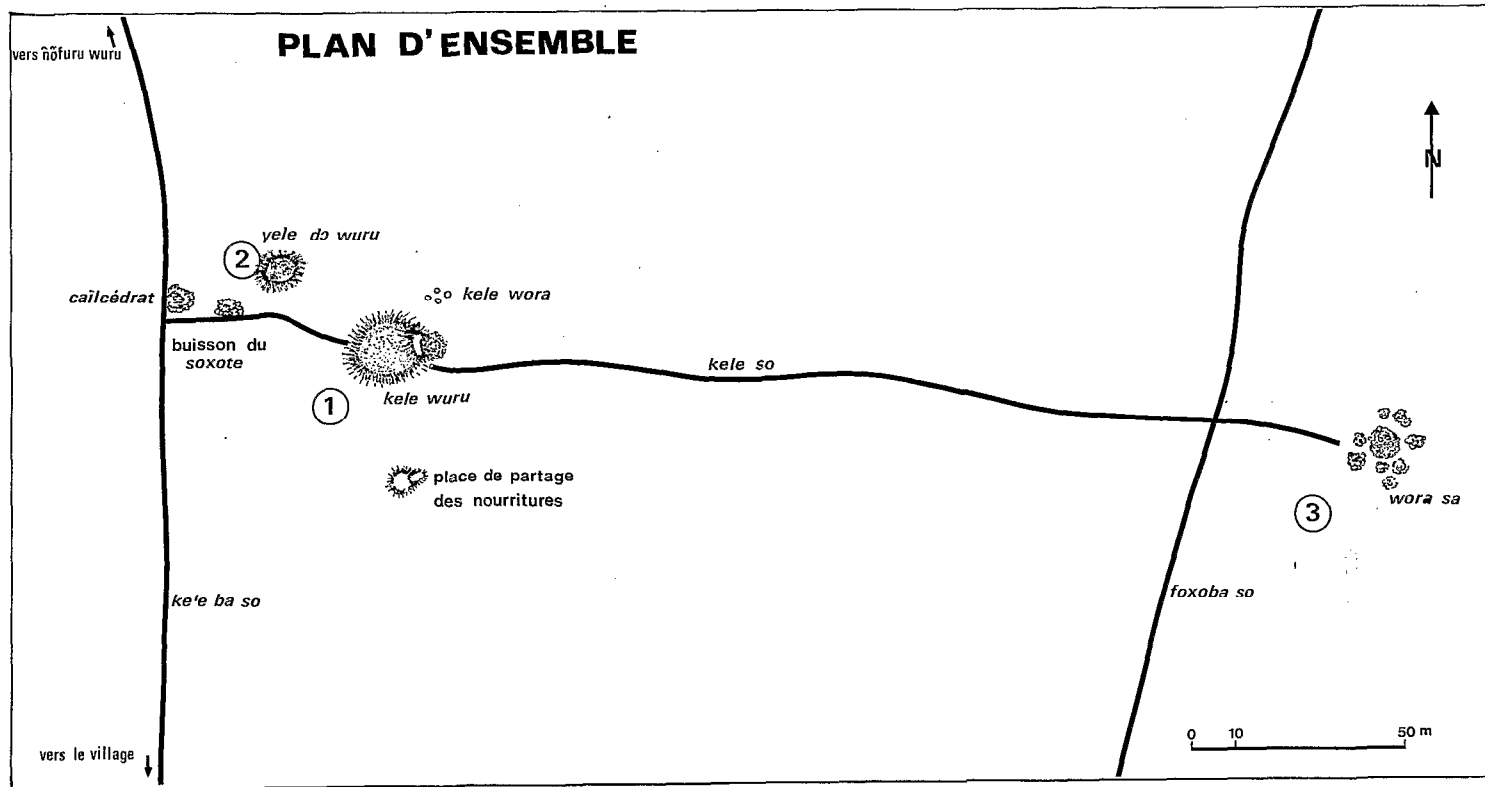 PLAN D'ENSEMBLE
vers ñõfuru wuru
N
2
yele dɔ wuru
caïlcédrat
kele wora
buisson du
soxote
kele so
kele wuru
1
place de partage
des nourritures
wora sa
3
ke'e ba so
foxoba so
vers le village
0 10 50 m